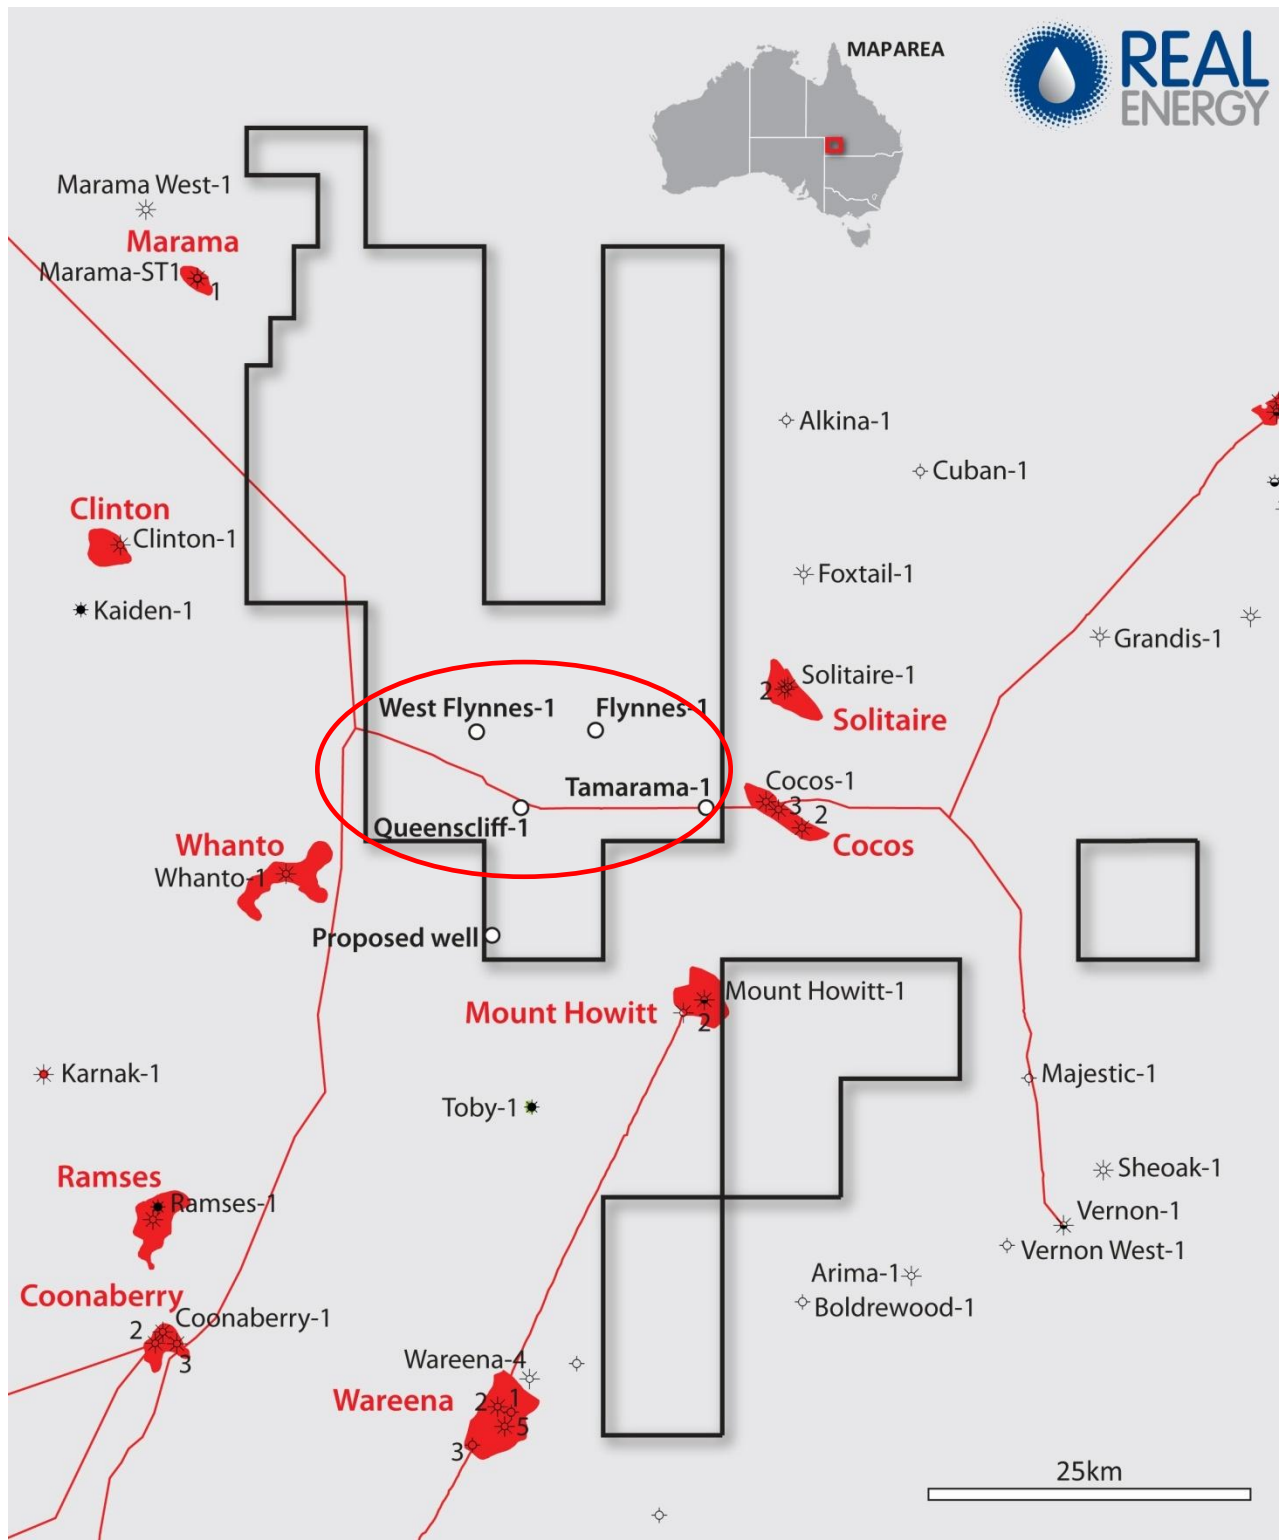 MAPAREA
REAL
ENERGY
Marama West-1
Marama
Marama-ST1
1
Alkina-1
Cuban-1
Clinton
Clinton-1
Foxtail-1
Kaiden-1
Grandis-1
Solitaire-1
2
Solitaire
West Flynnes-1
Flynnes-1
Tamarama-1
Cocos-1
3
2
Queenscliff-1
Cocos
Whanto
Whanto-1
Proposed well
Mount Howitt-1
Mount Howitt
2
Karnak-1
Majestic-1
Toby-1
Sheoak-1
Ramses
Ramses-1
Vernon-1
Vernon West-1
Arima-1
Coonaberry
Boldrewood-1
Coonaberry-1
2
3
Wareena-4
Wareena
2
1
5
3
25km